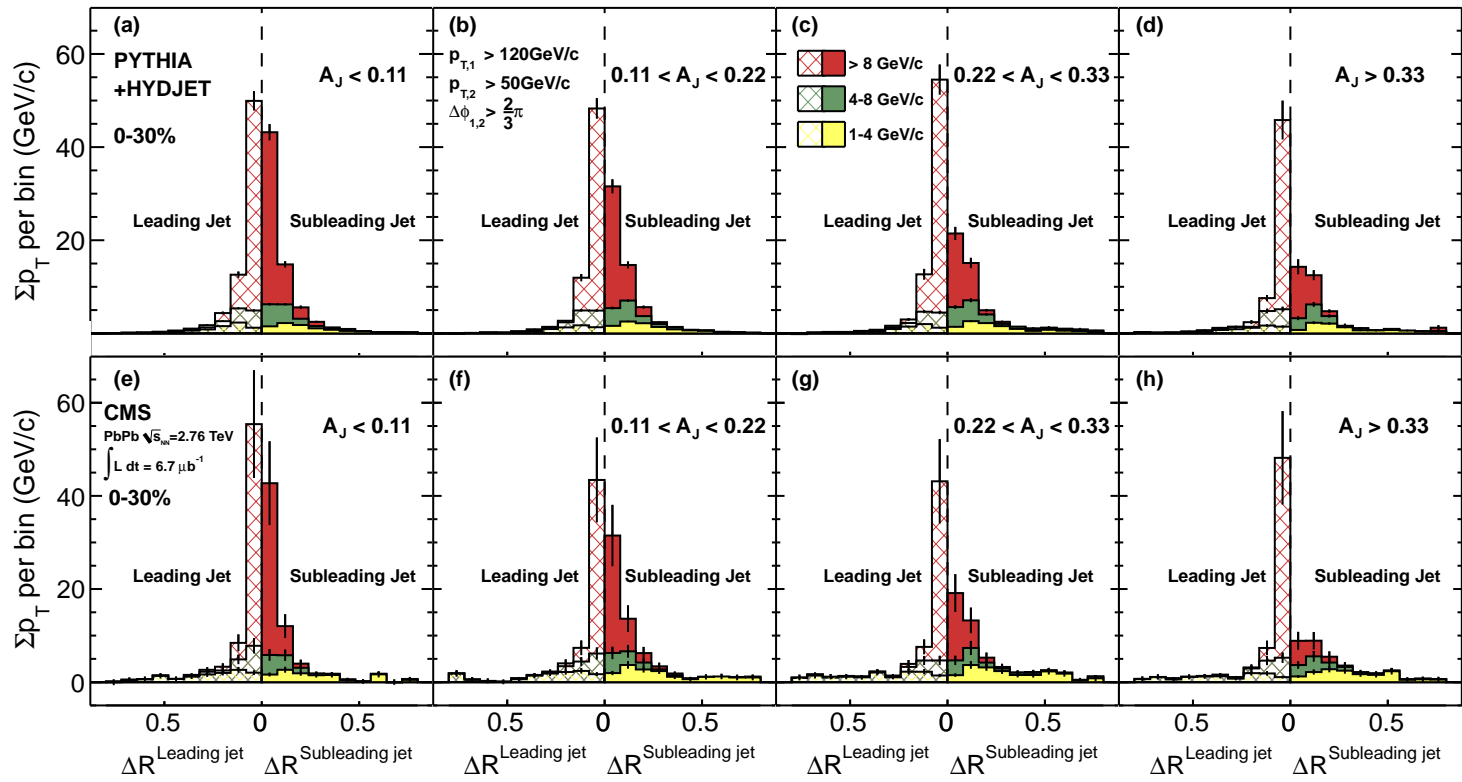 (a)
PYTHIA
+HYDJET
0-30%
A_J < 0.11
Leading Jet
Subleading Jet
(b)
p_{T,1} > 120GeV/c
p_{T,2} > 50GeV/c
Δϕ_{1,2} > 2/3 π
0.11 < A_J < 0.22
Leading Jet
Subleading Jet
(c)
> 8 GeV/c
4-8 GeV/c
1-4 GeV/c
0.22 < A_J < 0.33
Leading Jet
Subleading Jet
(d)
A_J > 0.33
Leading Jet
Subleading Jet
Σp_T per bin (GeV/c)
60
40
20
(e)
CMS
PbPb √s_{NN}=2.76 TeV
∫L dt = 6.7 μb⁻¹
0-30%
A_J < 0.11
Leading Jet
Subleading Jet
(f)
0.11 < A_J < 0.22
Leading Jet
Subleading Jet
(g)
0.22 < A_J < 0.33
Leading Jet
Subleading Jet
(h)
A_J > 0.33
Leading Jet
Subleading Jet
Σp_T per bin (GeV/c)
60
40
20
0
0.5 0 0.5
0.5 0 0.5
0.5 0 0.5
0.5 0 0.5
ΔR^{Leading jet} ΔR^{Subleading jet}
ΔR^{Leading jet} ΔR^{Subleading jet}
ΔR^{Leading jet} ΔR^{Subleading jet}
ΔR^{Leading jet} ΔR^{Subleading jet}